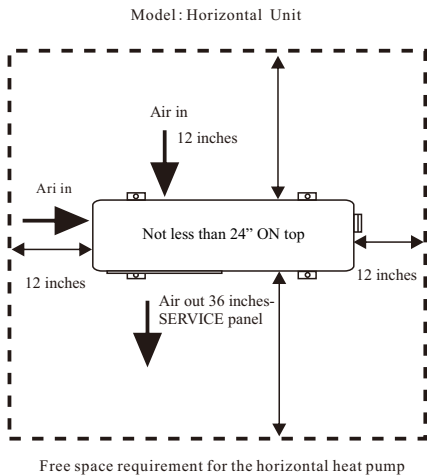 Model: Horizontal Unit
Air in
12 inches
Ari in
Not less than 24” ON top
12 inches
12 inches
Air out 36 inches-
SERVICE panel
Free space requirement for the horizontal heat pump